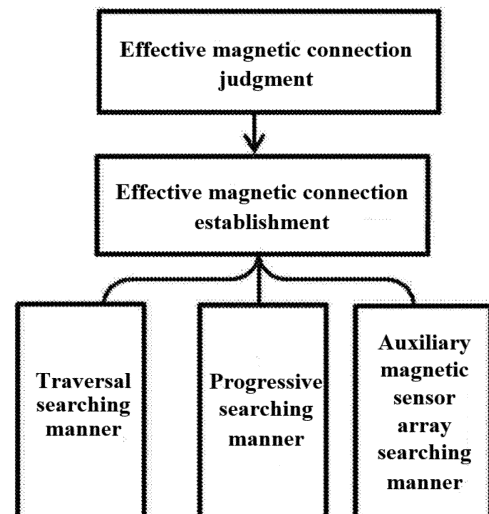 Effective magnetic connection
judgment
Effective magnetic connection
establishment
Traversal
searching
manner
Progressive
searching
manner
Auxiliary
magnetic
sensor
array
searching
manner